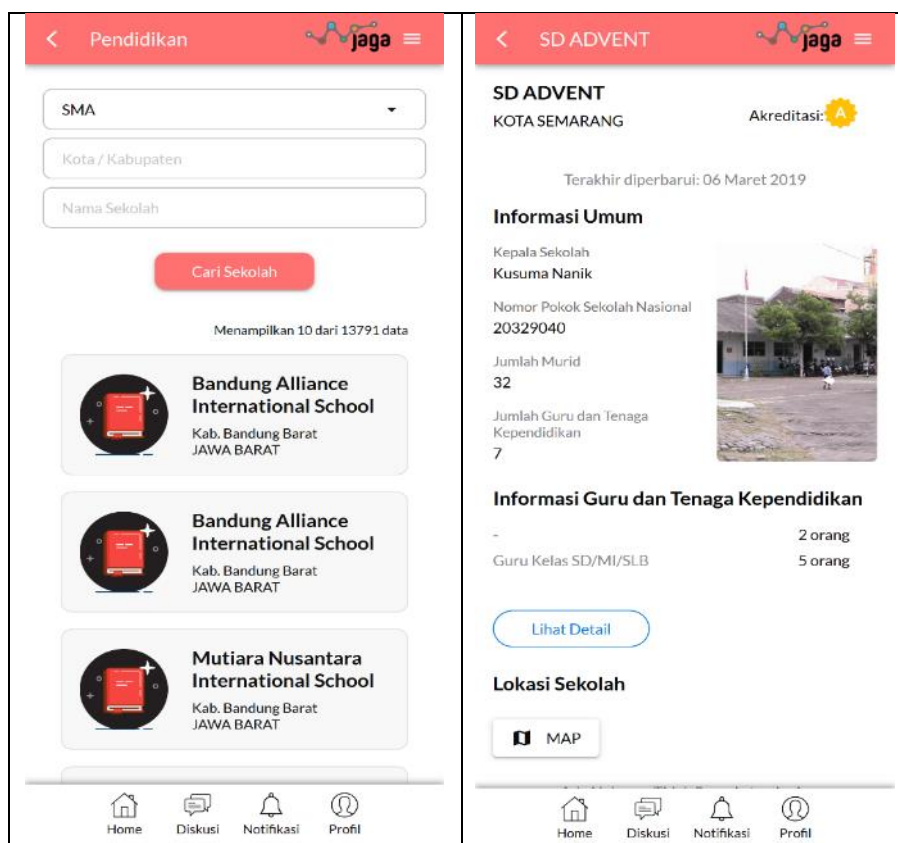 Pendidikan
jaga
SMA
Kota / Kabupaten
Nama Sekolah
Cari Sekolah
Menampilkan 10 dari 13791 data
Bandung Alliance
International School
Kab. Bandung Barat
JAWA BARAT
Bandung Alliance
International School
Kab. Bandung Barat
JAWA BARAT
Mutiara Nusantara
International School
Kab. Bandung Barat
JAWA BARAT
Home
Diskusi
Notifikasi
Profil
SD ADVENT
jaga
SD ADVENT
KOTA SEMARANG
Akreditasi: A
Terakhir diperbarui: 06 Maret 2019
Informasi Umum
Kepala Sekolah
Kusuma Nanik
Nomor Pokok Sekolah Nasional
20329040
Jumlah Murid
32
Jumlah Guru dan Tenaga
Kependidikan
7
Informasi Guru dan Tenaga Kependidikan
- 2 orang
Guru Kelas SD/MI/SLB 5 orang
Lihat Detail
Lokasi Sekolah
MAP
Home
Diskusi
Notifikasi
Profil